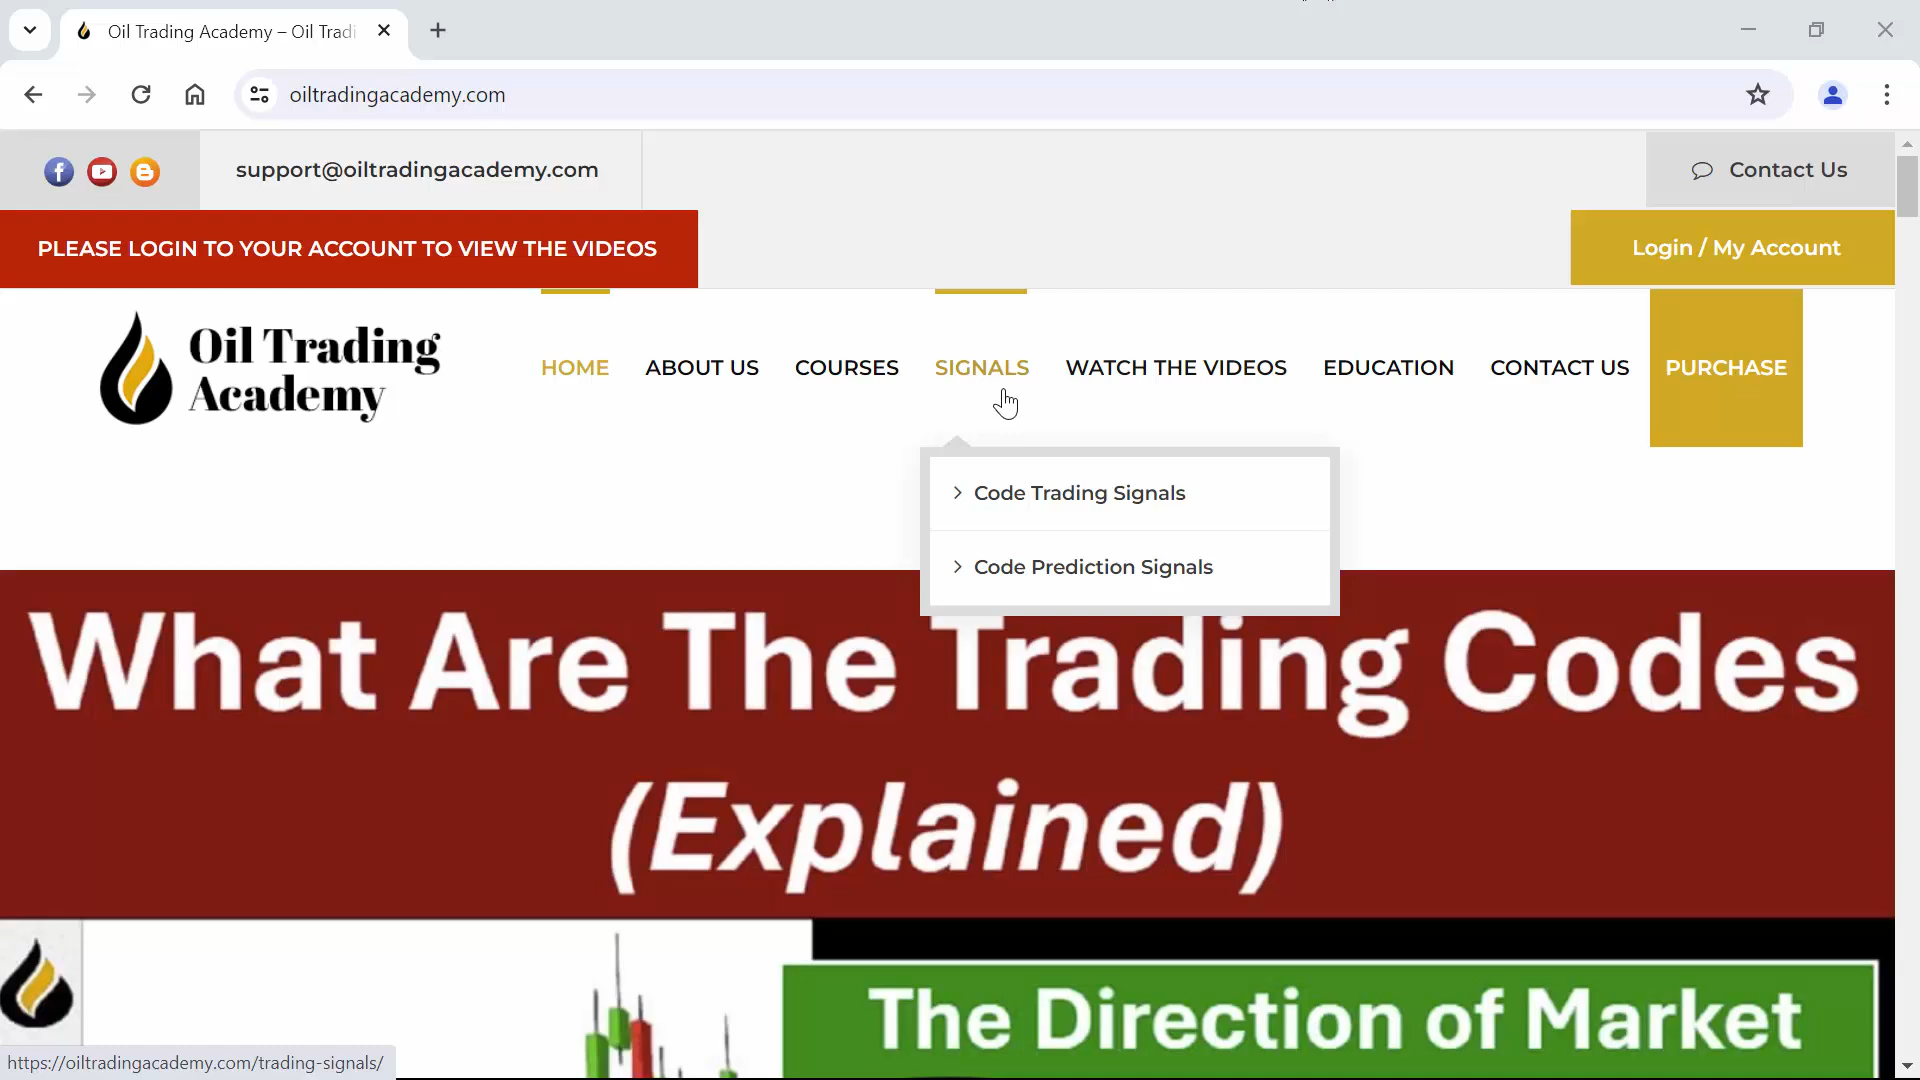 Oil Trading Academy – Oil Tradi
oiltradingacademy.com
support@oiltradingacademy.com
Contact Us
PLEASE LOGIN TO YOUR ACCOUNT TO VIEW THE VIDEOS
Login / My Account
Oil Trading
Academy
HOME
ABOUT US
COURSES
SIGNALS
WATCH THE VIDEOS
EDUCATION
CONTACT US
PURCHASE
Code Trading Signals
Code Prediction Signals
What Are The Trading Codes
(Explained)
The Direction of Market
https://oiltradingacademy.com/trading-signals/